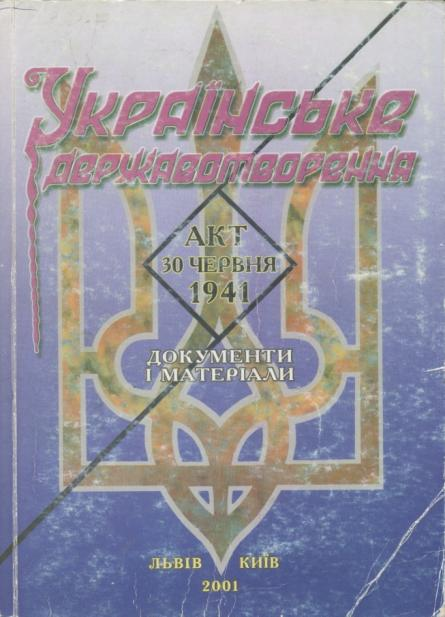 Українське
державотворення
АКТ
30 ЧЕРВНЯ
1941
ДОКУМЕНТИ
І МАТЕРІАЛИ
ЛЬВІВ КИЇВ
2001